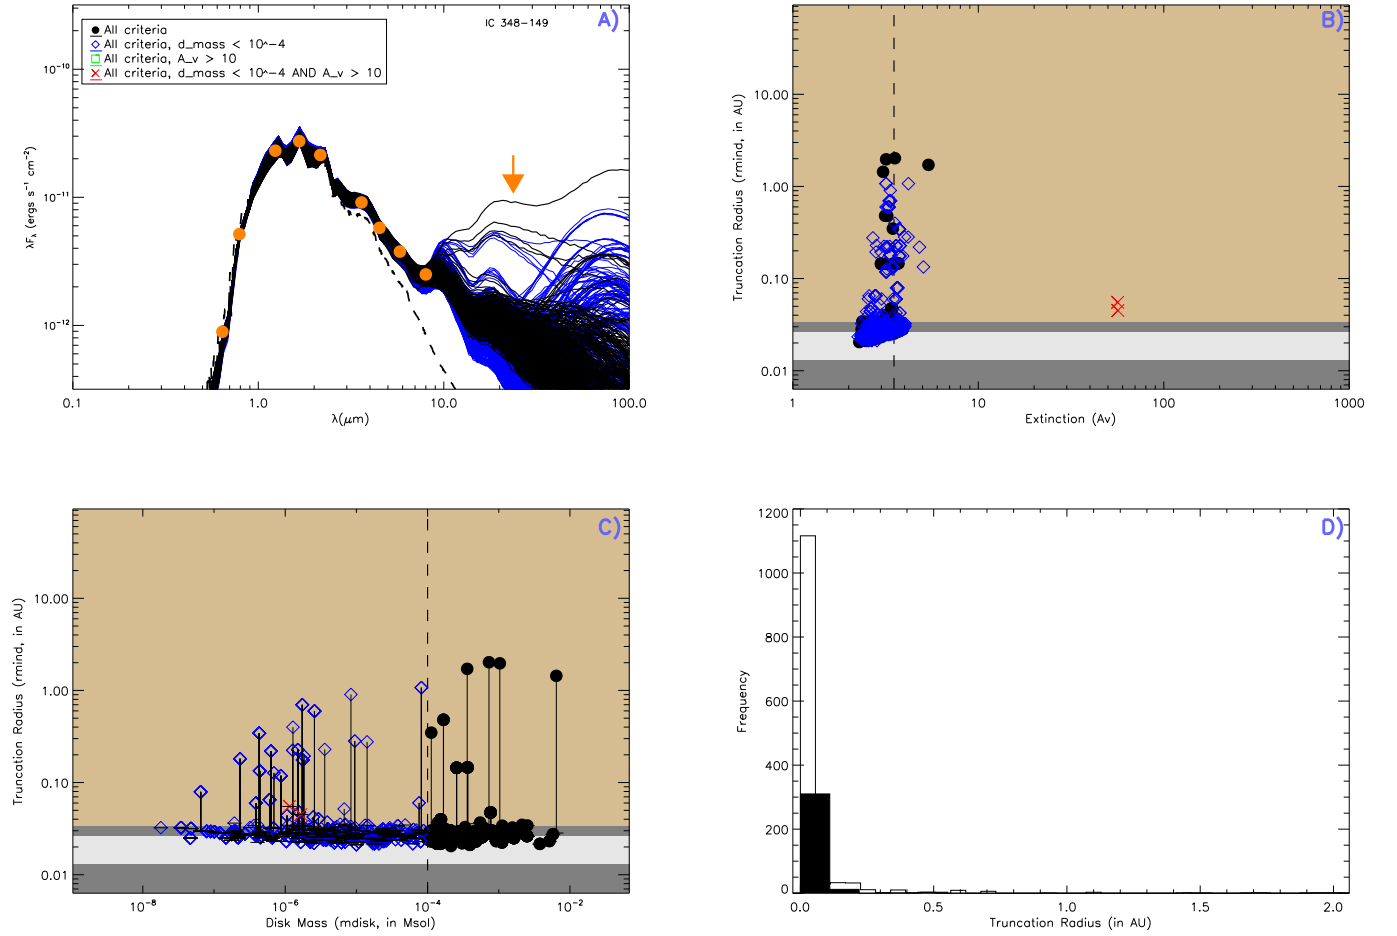 A)
IC 348-149
All criteria
All criteria, d_mass < 10^-4
All criteria, A_v > 10
All criteria, d_mass < 10^-4 AND A_v > 10
λF_λ (ergs s⁻¹ cm⁻²)
10⁻¹⁰
10⁻¹¹
10⁻¹²
0.1
1.0
10.0
100.0
λ(μm)
B)
Truncation Radius (rmind, in AU)
10.00
1.00
0.10
0.01
1
10
100
1000
Extinction (Av)
C)
Truncation Radius (rmind, in AU)
10.00
1.00
0.10
0.01
10⁻⁸
10⁻⁶
10⁻⁴
10⁻²
Disk Mass (mdisk, in Msol)
D)
Frequency
1200
1000
800
600
400
200
0
0.0
0.5
1.0
1.5
2.0
Truncation Radius (in AU)